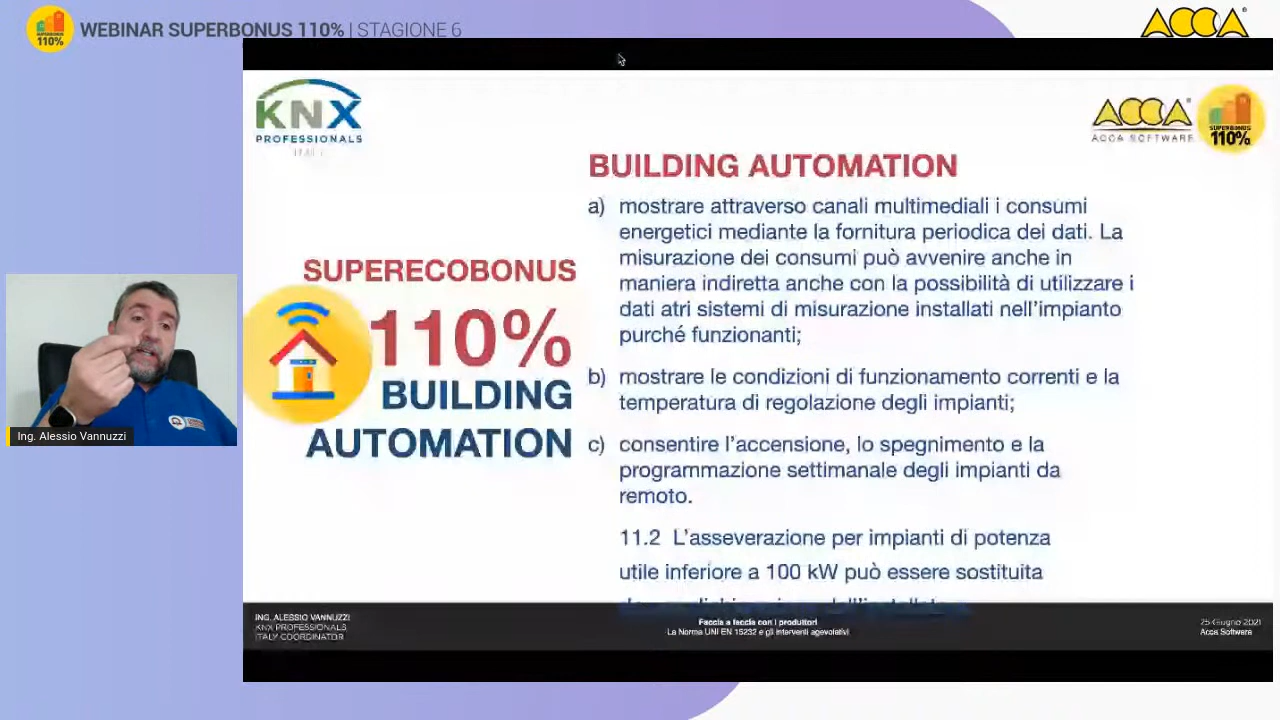 WEBINAR SUPERBONUS 110% | STAGIONE 6
110%
ACCA
KNX
PROFESSIONALS
ITALY
ACCA
ACCA SOFTWARE
SUPERBONUS
110%
BUILDING AUTOMATION
a) mostrare attraverso canali multimediali i consumi
energetici mediante la fornitura periodica dei dati. La
misurazione dei consumi può avvenire anche in
maniera indiretta anche con la possibilità di utilizzare i
dati atri sistemi di misurazione installati nell'impianto
purché funzionanti;
b) mostrare le condizioni di funzionamento correnti e la
temperatura di regolazione degli impianti;
c) consentire l'accensione, lo spegnimento e la
programmazione settimanale degli impianti da
remoto.
11.2 L'asseverazione per impianti di potenza
utile inferiore a 100 kW può essere sostituita
SUPERECOBONUS
110%
BUILDING
AUTOMATION
Ing. Alessio Vannuzzi
ING. ALESSIO VANNUZZI
KNX PROFESSIONALS
ITALY COORDINATOR
Faccia a faccia con i produttori
La Norma UNI EN 15232 e gli interventi agevolativi
25 Giugno 2021
Acca Software